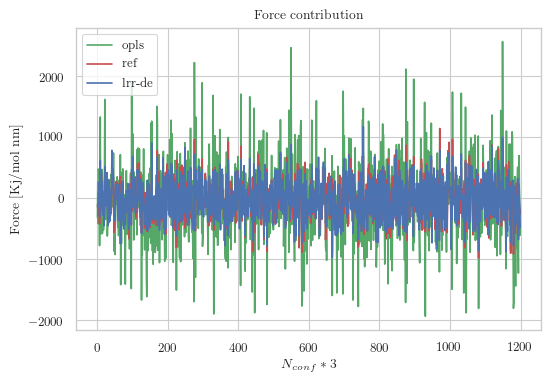 Force contribution
opls
ref
lrr-de
Force [Kj/mol nm]
2000
1000
0
−1000
−2000
0
200
400
600
800
1000
1200
N_{conf} * 3